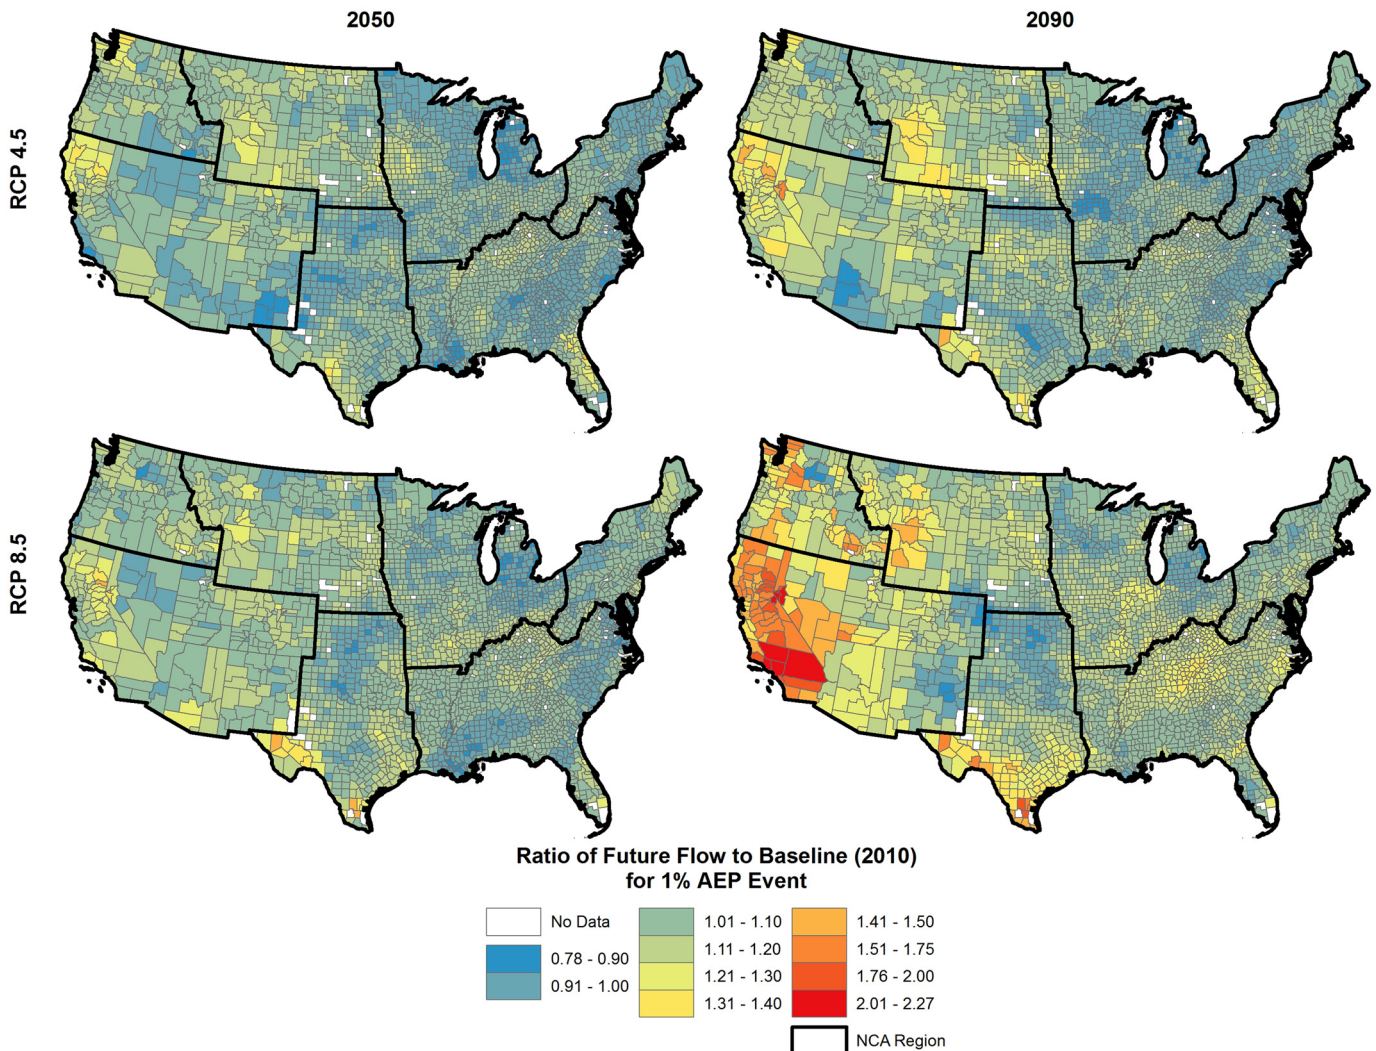 2050
2090
RCP 4.5
RCP 8.5
Ratio of Future Flow to Baseline (2010)
for 1% AEP Event
No Data
0.78 - 0.90
0.91 - 1.00
1.01 - 1.10
1.11 - 1.20
1.21 - 1.30
1.31 - 1.40
1.41 - 1.50
1.51 - 1.75
1.76 - 2.00
2.01 - 2.27
NCA Region